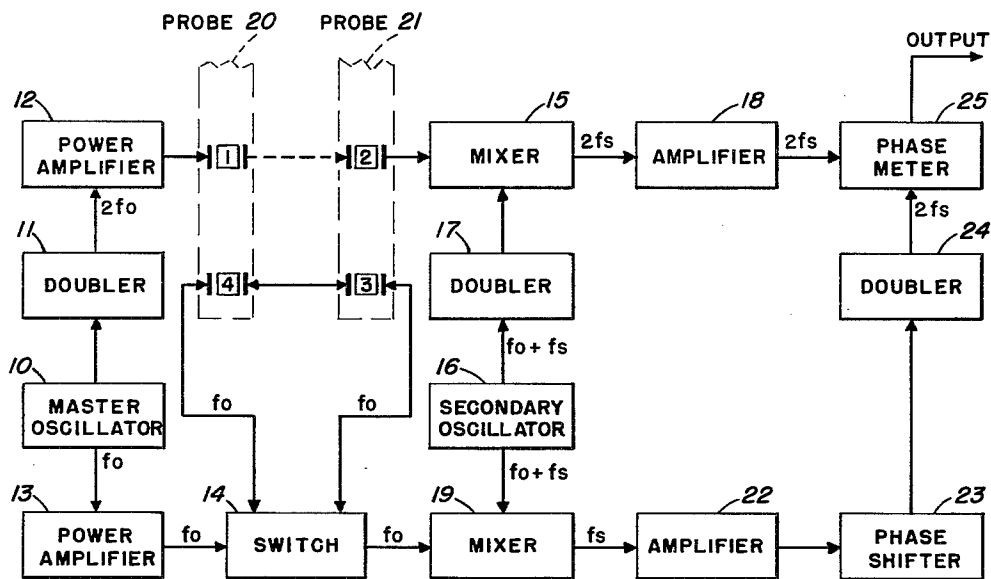 PROBE 20
PROBE 21
OUTPUT
12
15
18
25
POWER
AMPLIFIER
1
2
MIXER
2fs
AMPLIFIER
2fs
PHASE
METER
2fo
2fs
11
17
24
DOUBLER
4
3
DOUBLER
DOUBLER
10
fo
fo
fo + fs
16
MASTER
OSCILLATOR
SECONDARY
OSCILLATOR
fo
fo + fs
13
14
19
22
23
POWER
AMPLIFIER
fo
SWITCH
fo
MIXER
fs
AMPLIFIER
PHASE
SHIFTER